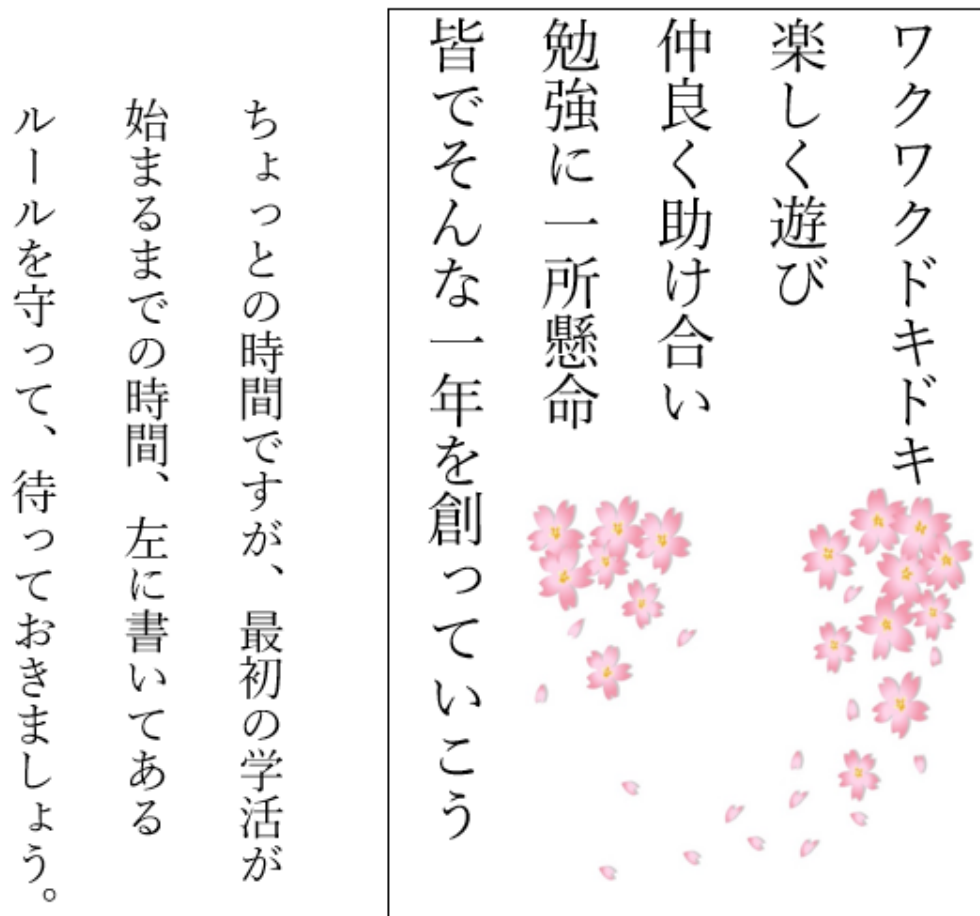 ワクワクドキドキ
楽しく遊び
仲良く助け合い
勉強に一所懸命
皆でそんな一年を創っていこう
ちょっとの時間ですが、最初の学活が
始まるまでの時間、左に書いてある
ルールを守って、待っておきましょう。